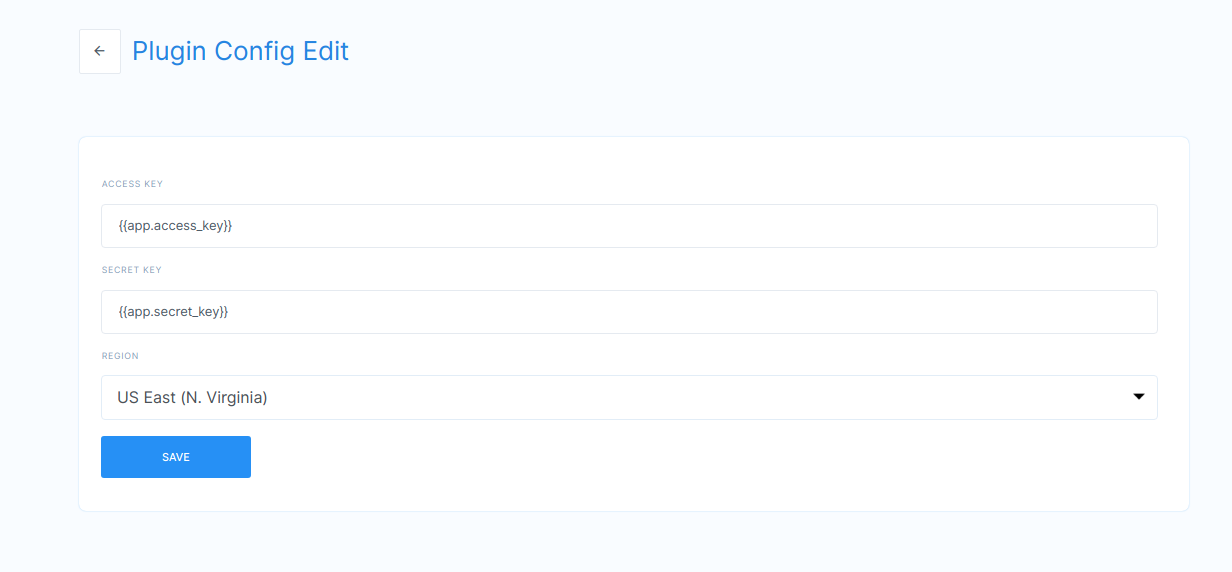 Plugin Config Edit
ACCESS KEY
{{app.access_key}}
SECRET KEY
{{app.secret_key}}
REGION
US East (N. Virginia)
SAVE